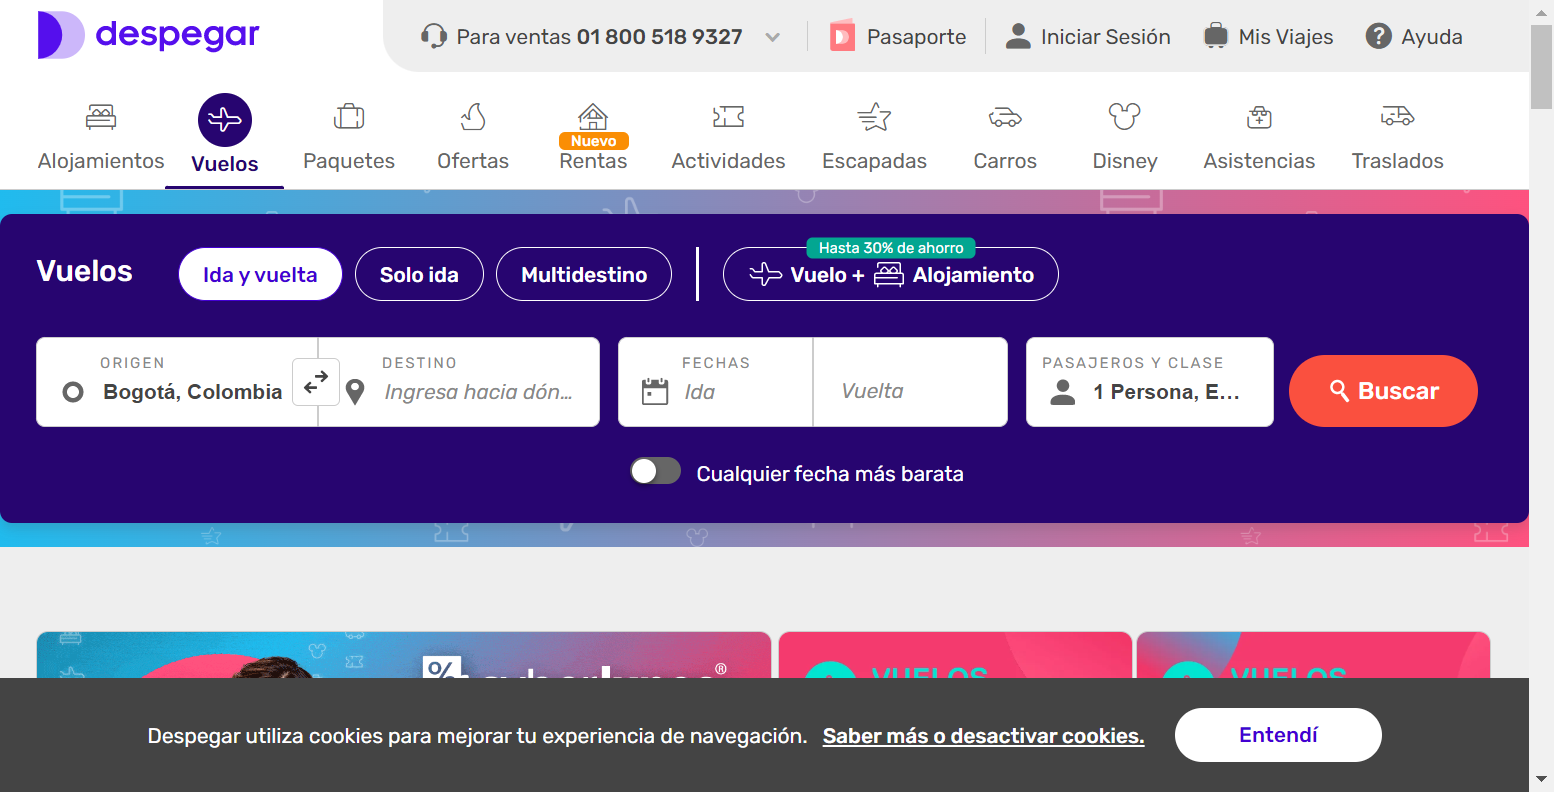 despegar
Para ventas 01 800 518 9327
Pasaporte
Iniciar Sesión
Mis Viajes
Ayuda
Alojamientos
Vuelos
Paquetes
Ofertas
Nuevo
Rentas
Actividades
Escapadas
Carros
Disney
Asistencias
Traslados
Vuelos
Ida y vuelta
Solo ida
Multidestino
Hasta 30% de ahorro
Vuelo + Alojamiento
ORIGEN
Bogotá, Colombia
DESTINO
Ingresa hacia dón...
FECHAS
Ida
Vuelta
PASAJEROS Y CLASE
1 Persona, E...
Buscar
Cualquier fecha más barata
VUELOS
VUELOS
Despegar utiliza cookies para mejorar tu experiencia de navegación. Saber más o desactivar cookies.
Entendí